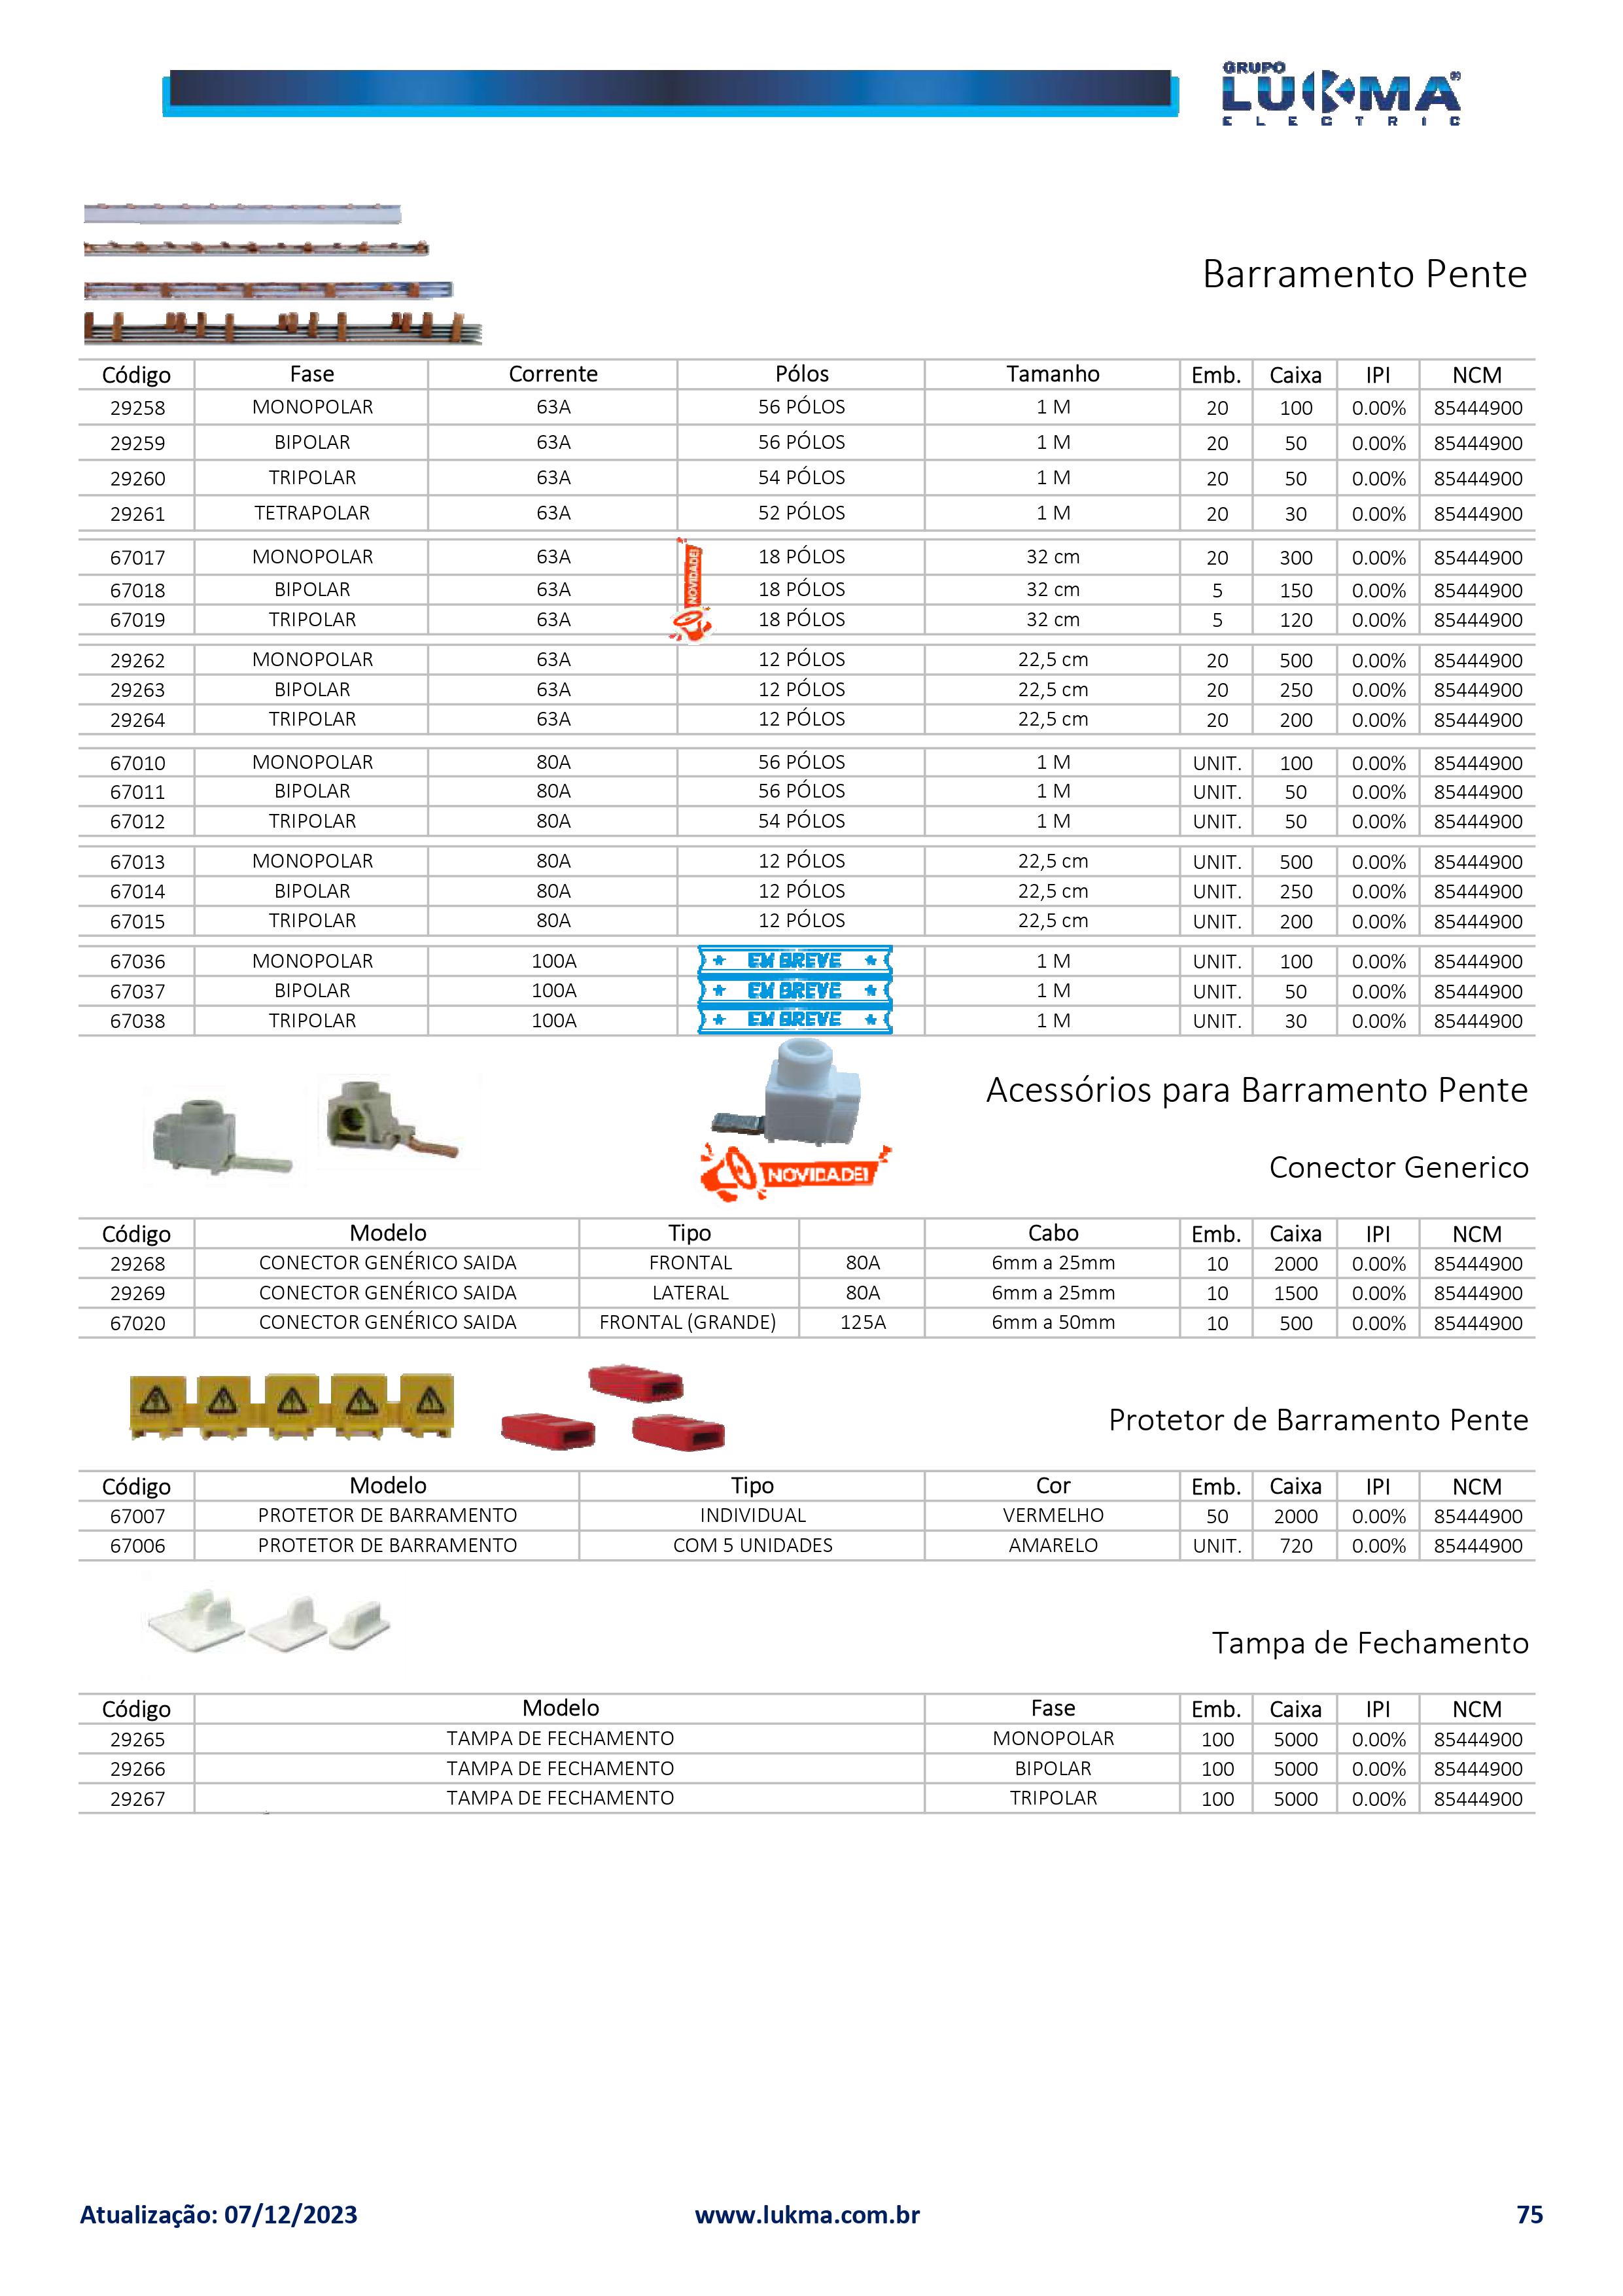 GRUPO
LUKMA®
ELECTRIC
Barramento Pente
Código Fase Corrente Pólos Tamanho Emb. Caixa IPI NCM
29258 MONOPOLAR 63A 56 PÓLOS 1 M 20 100 0.00% 85444900
29259 BIPOLAR 63A 56 PÓLOS 1 M 20 50 0.00% 85444900
29260 TRIPOLAR 63A 54 PÓLOS 1 M 20 50 0.00% 85444900
29261 TETRAPOLAR 63A 52 PÓLOS 1 M 20 30 0.00% 85444900
NOVIDADE!
67017 MONOPOLAR 63A 18 PÓLOS 32 cm 20 300 0.00% 85444900
67018 BIPOLAR 63A 18 PÓLOS 32 cm 5 150 0.00% 85444900
67019 TRIPOLAR 63A 18 PÓLOS 32 cm 5 120 0.00% 85444900
29262 MONOPOLAR 63A 12 PÓLOS 22,5 cm 20 500 0.00% 85444900
29263 BIPOLAR 63A 12 PÓLOS 22,5 cm 20 250 0.00% 85444900
29264 TRIPOLAR 63A 12 PÓLOS 22,5 cm 20 200 0.00% 85444900
67010 MONOPOLAR 80A 56 PÓLOS 1 M UNIT. 100 0.00% 85444900
67011 BIPOLAR 80A 56 PÓLOS 1 M UNIT. 50 0.00% 85444900
67012 TRIPOLAR 80A 54 PÓLOS 1 M UNIT. 50 0.00% 85444900
67013 MONOPOLAR 80A 12 PÓLOS 22,5 cm UNIT. 500 0.00% 85444900
67014 BIPOLAR 80A 12 PÓLOS 22,5 cm UNIT. 250 0.00% 85444900
67015 TRIPOLAR 80A 12 PÓLOS 22,5 cm UNIT. 200 0.00% 85444900
67036 MONOPOLAR 100A EM BREVE 1 M UNIT. 100 0.00% 85444900
67037 BIPOLAR 100A EM BREVE 1 M UNIT. 50 0.00% 85444900
67038 TRIPOLAR 100A EM BREVE 1 M UNIT. 30 0.00% 85444900
Acessórios para Barramento Pente
Conector Generico
NOVIDADE!
Código Modelo Tipo Cabo Emb. Caixa IPI NCM
29268 CONECTOR GENÉRICO SAIDA FRONTAL 80A 6mm a 25mm 10 2000 0.00% 85444900
29269 CONECTOR GENÉRICO SAIDA LATERAL 80A 6mm a 25mm 10 1500 0.00% 85444900
67020 CONECTOR GENÉRICO SAIDA FRONTAL (GRANDE) 125A 6mm a 50mm 10 500 0.00% 85444900
Protetor de Barramento Pente
Código Modelo Tipo Cor Emb. Caixa IPI NCM
67007 PROTETOR DE BARRAMENTO INDIVIDUAL VERMELHO 50 2000 0.00% 85444900
67006 PROTETOR DE BARRAMENTO COM 5 UNIDADES AMARELO UNIT. 720 0.00% 85444900
Tampa de Fechamento
Código Modelo Fase Emb. Caixa IPI NCM
29265 TAMPA DE FECHAMENTO MONOPOLAR 100 5000 0.00% 85444900
29266 TAMPA DE FECHAMENTO BIPOLAR 100 5000 0.00% 85444900
29267 TAMPA DE FECHAMENTO TRIPOLAR 100 5000 0.00% 85444900
Atualização: 07/12/2023 www.lukma.com.br 75